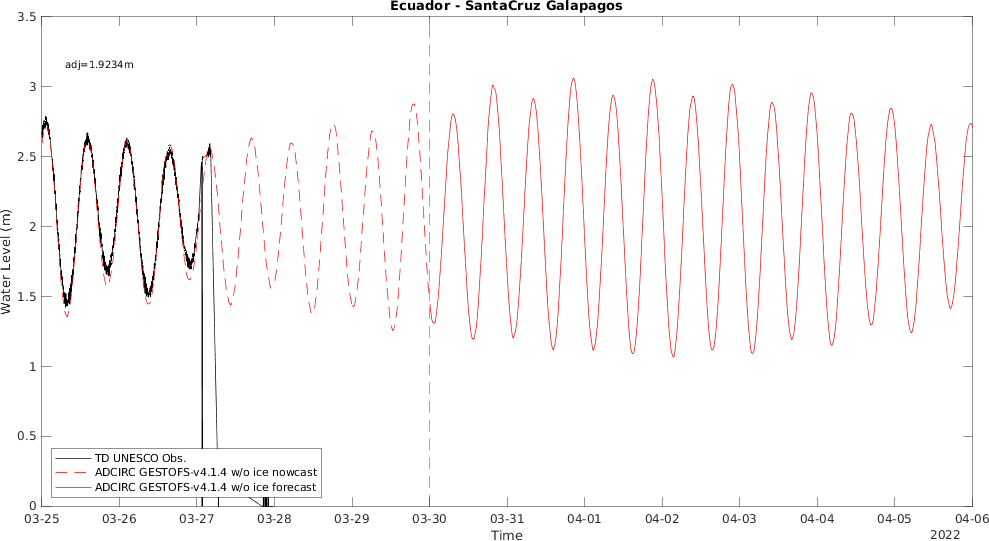 Ecuador - SantaCruz Galapagos
adj=1.9234m
3.5
3
2.5
2
1.5
1
0.5
0
Water Level (m)
TD UNESCO Obs.
ADCIRC GESTOFS-v4.1.4 w/o ice nowcast
ADCIRC GESTOFS-v4.1.4 w/o ice forecast
03-25 03-26 03-27 03-28 03-29 03-30 03-31 04-01 04-02 04-03 04-04 04-05 04-06
Time
2022